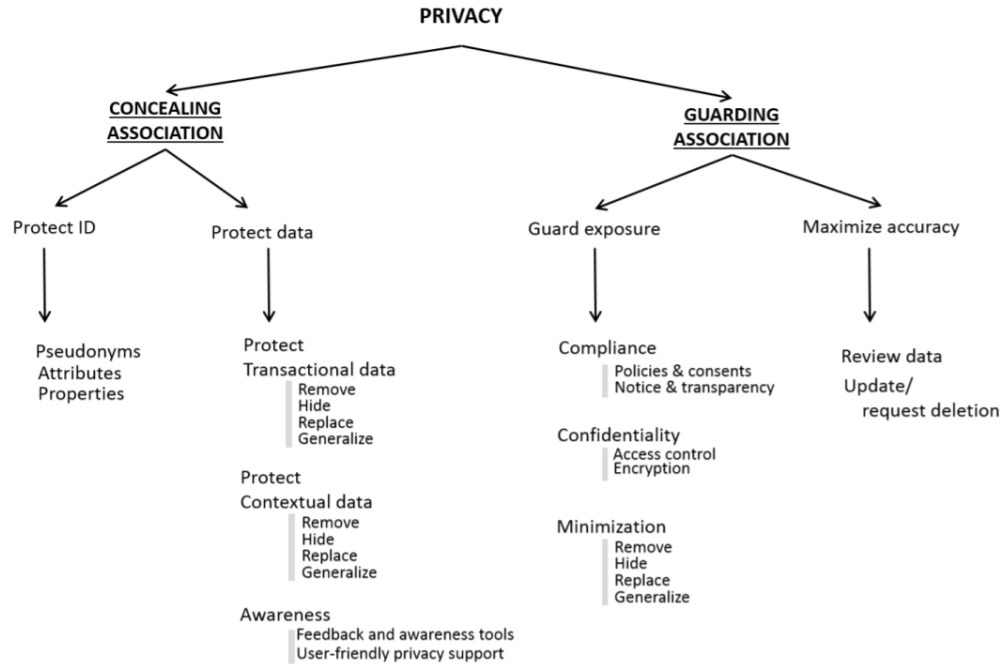 PRIVACY
CONCEALING
ASSOCIATION
GUARDING
ASSOCIATION
Protect ID
Protect data
Guard exposure
Maximize accuracy
Pseudonyms
Attributes
Properties
Protect
Transactional data
Remove
Hide
Replace
Generalize
Protect
Contextual data
Remove
Hide
Replace
Generalize
Awareness
Feedback and awareness tools
User-friendly privacy support
Compliance
Policies & consents
Notice & transparency
Confidentiality
Access control
Encryption
Minimization
Remove
Hide
Replace
Generalize
Review data
Update/
request deletion